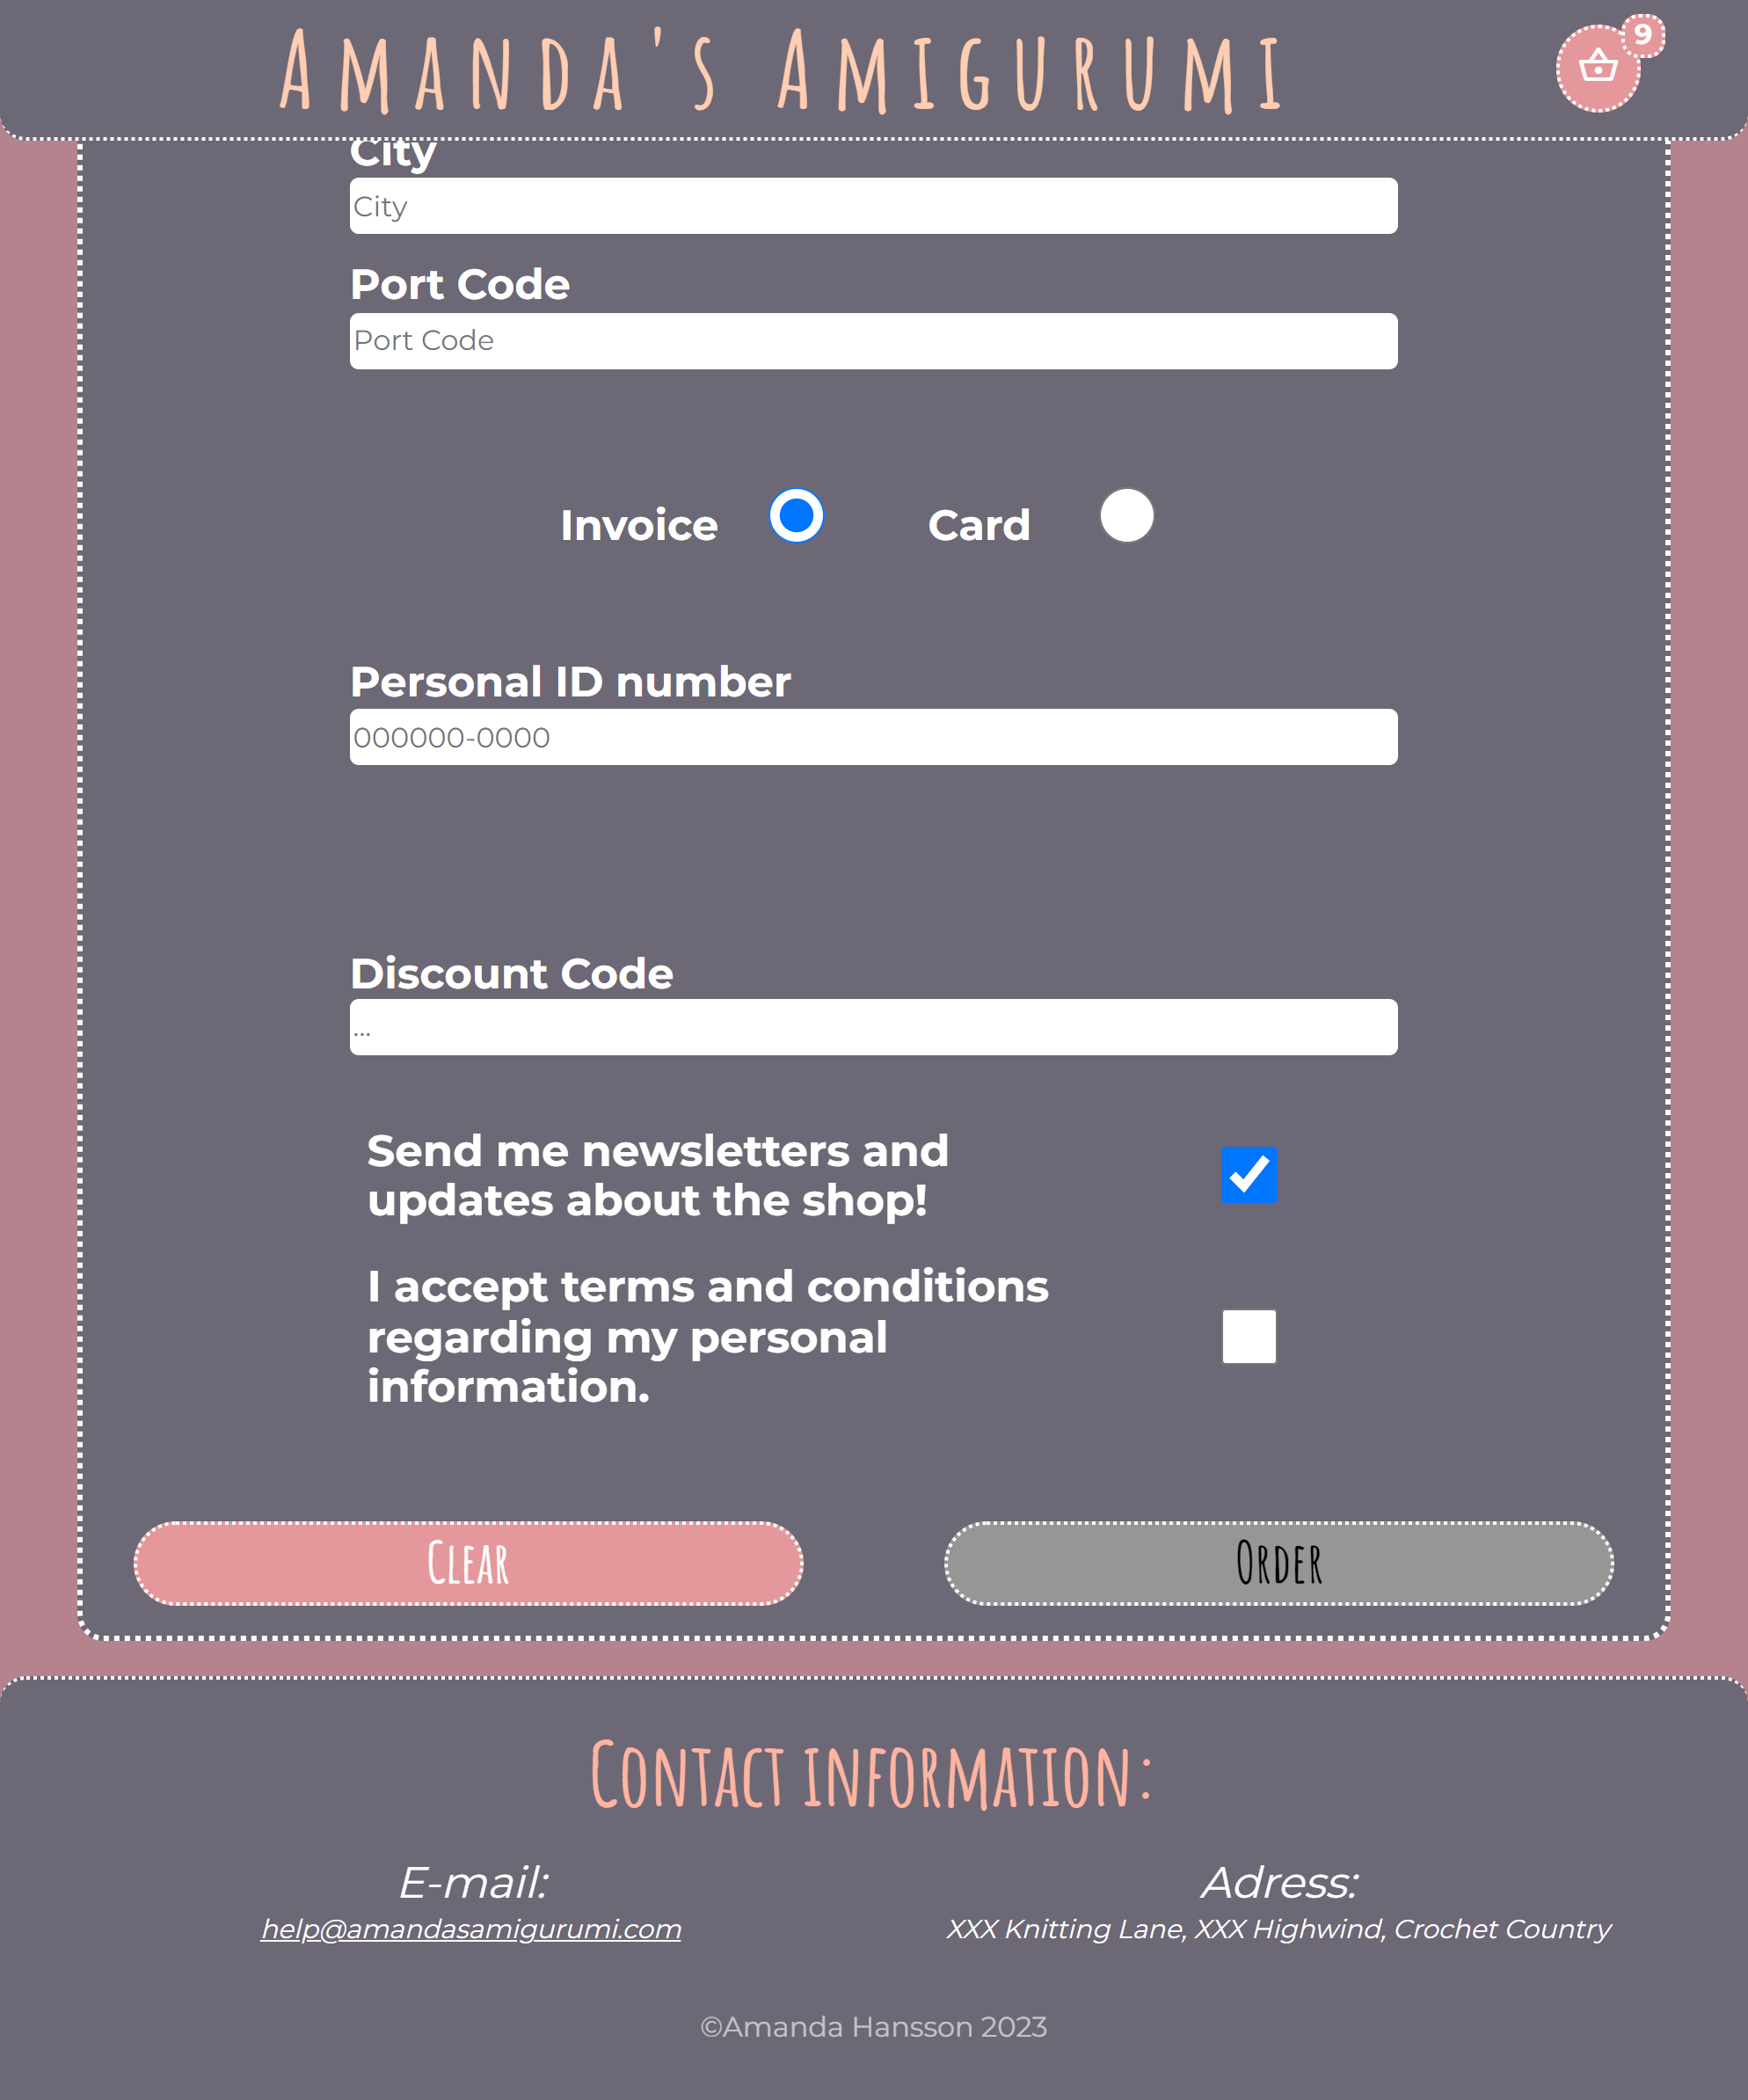 Amanda's Amigurumi
9
City
City
Port Code
Port Code
Invoice
Card
Personal ID number
000000-0000
Discount Code
...
Send me newsletters and
updates about the shop!
I accept terms and conditions
regarding my personal
information.
Clear
Order
Contact information:
E-mail:
help@amandasamigurumi.com
Adress:
XXX Knitting Lane, XXX Highwind, Crochet Country
©Amanda Hansson 2023